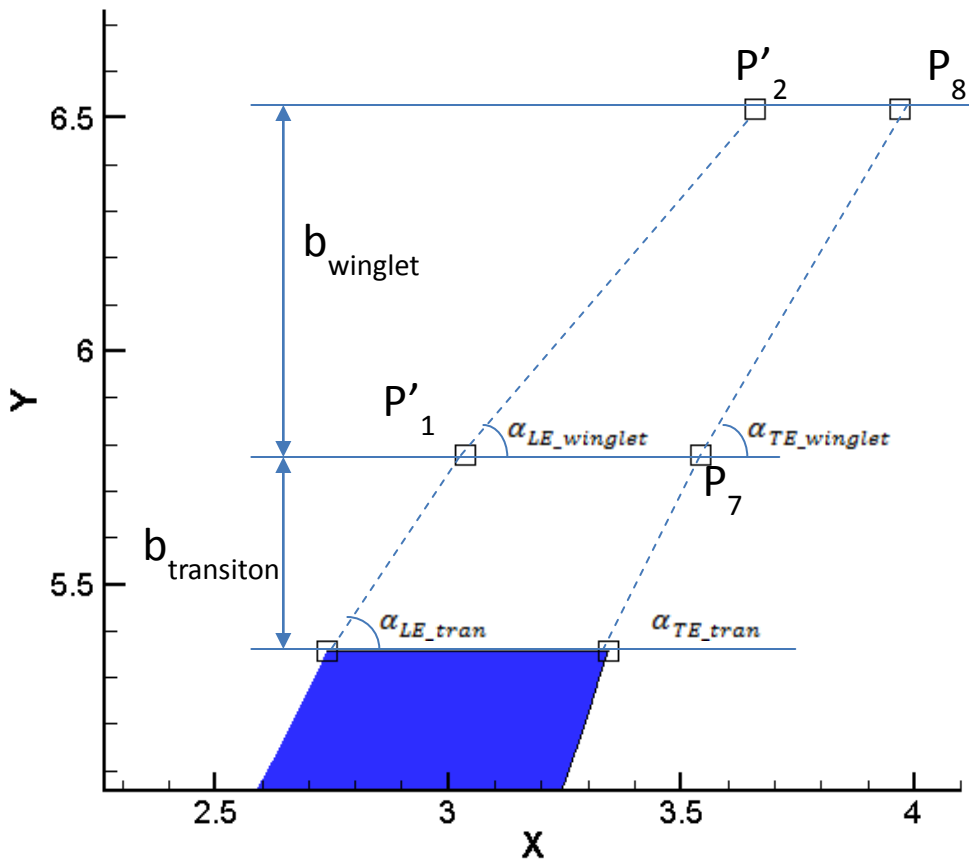 P'2
P8
6.5
bwinglet
6
Y
P'1
αLE_winglet
αTE_winglet
P7
btransiton
5.5
αLE_tran
αTE_tran
2.5
3
3.5
4
X